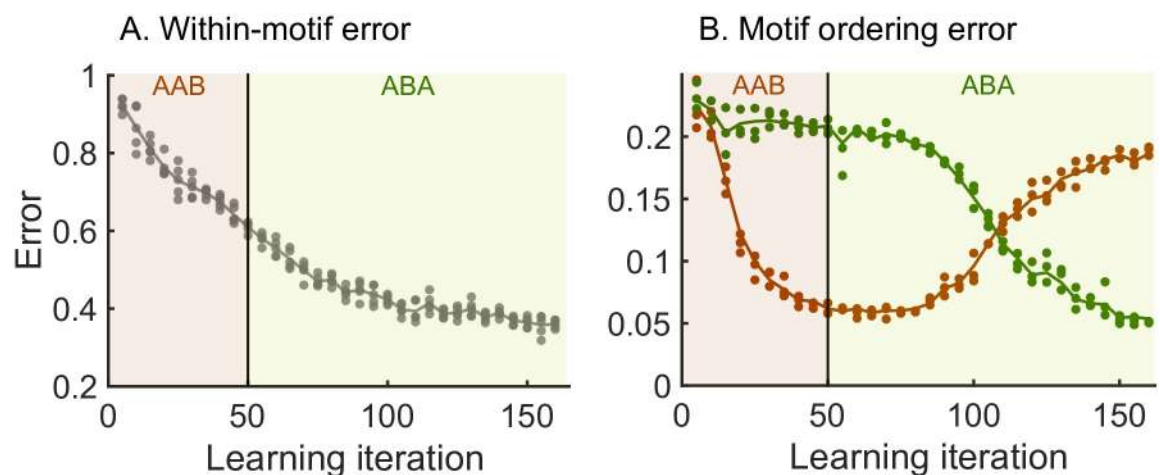 A. Within-motif error
B. Motif ordering error
AAB
ABA
1
0.8
0.6
0.4
0.2
Error
0
50
100
150
Learning iteration
AAB
ABA
0.2
0.15
0.1
0.05
0
0
50
100
150
Learning iteration